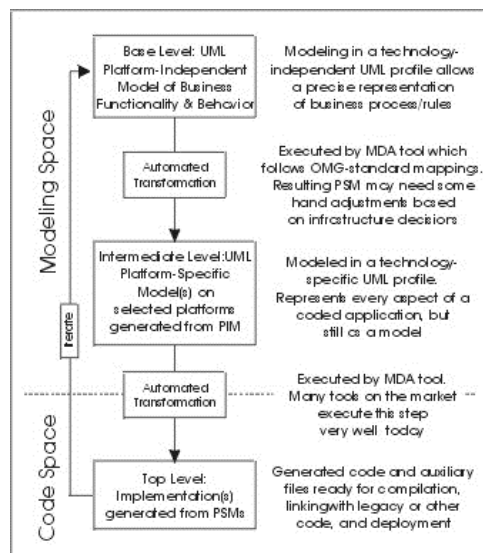 Modeling Space
Code Space
Iterate
Base Level: UML
Platform-Independent
Model of Business
Functionality & Behavior
Modeling in a technology-
independent UML profile allows
a precise representation
of business process/rules
Automated
Transformation
Executed by MDA tool which
follows OMG-standard mappings.
Resulting PSM may need some
hand adjustments based
on infrastructure decisions
Intermediate Level:UML
Platform-Specific
Model(s) on
selected platforms
generated from PIM
Modeled in a technology-
specific UML profile.
Represents every aspect of a
coded application, but
still as a model
Automated
Transformation
Executed by MDA tool.
Many tools on the market
execute this step
very well today
Top Level:
Implementation(s)
generated from PSMs
Generated code and auxiliary
files ready for compilation,
linkingwith legacy or other
code, and deployment